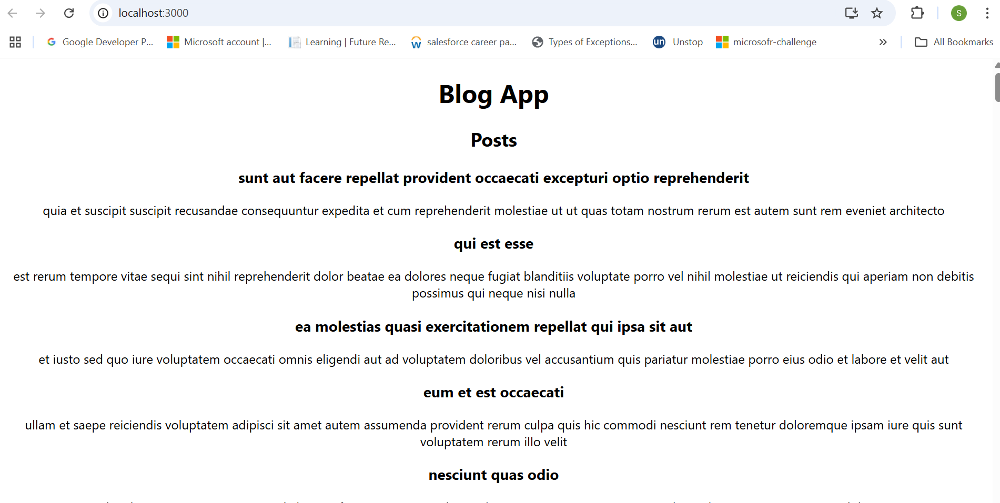 localhost:3000
S
Google Developer P... Microsoft account |... Learning | Future Re... salesforce career pa... Types of Exceptions... un Unstop microsofr-challenge » All Bookmarks
Blog App
Posts
sunt aut facere repellat provident occaecati excepturi optio reprehenderit
quia et suscipit suscipit recusandae consequuntur expedita et cum reprehenderit molestiae ut ut quas totam nostrum rerum est autem sunt rem eveniet architecto
qui est esse
est rerum tempore vitae sequi sint nihil reprehenderit dolor beatae ea dolores neque fugiat blanditiis voluptate porro vel nihil molestiae ut reiciendis qui aperiam non debitis
possimus qui neque nisi nulla
ea molestias quasi exercitationem repellat qui ipsa sit aut
et iusto sed quo iure voluptatem occaecati omnis eligendi aut ad voluptatem doloribus vel accusantium quis pariatur molestiae porro eius odio et labore et velit aut
eum et est occaecati
ullam et saepe reiciendis voluptatem adipisci sit amet autem assumenda provident rerum culpa quis hic commodi nesciunt rem tenetur doloremque ipsam iure quis sunt
voluptatem rerum illo velit
nesciunt quas odio